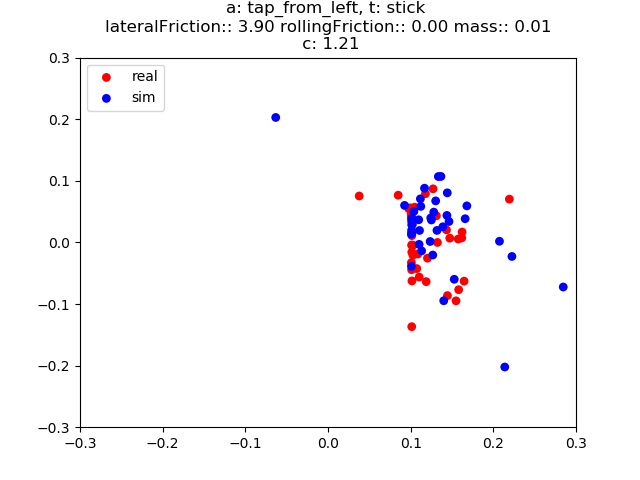 a: tap_from_left, t: stick
lateralFriction:: 3.90 rollingFriction:: 0.00 mass:: 0.01
c: 1.21
real
sim
0.3
0.2
0.1
0.0
−0.1
−0.2
−0.3
−0.3 −0.2 −0.1 0.0 0.1 0.2 0.3